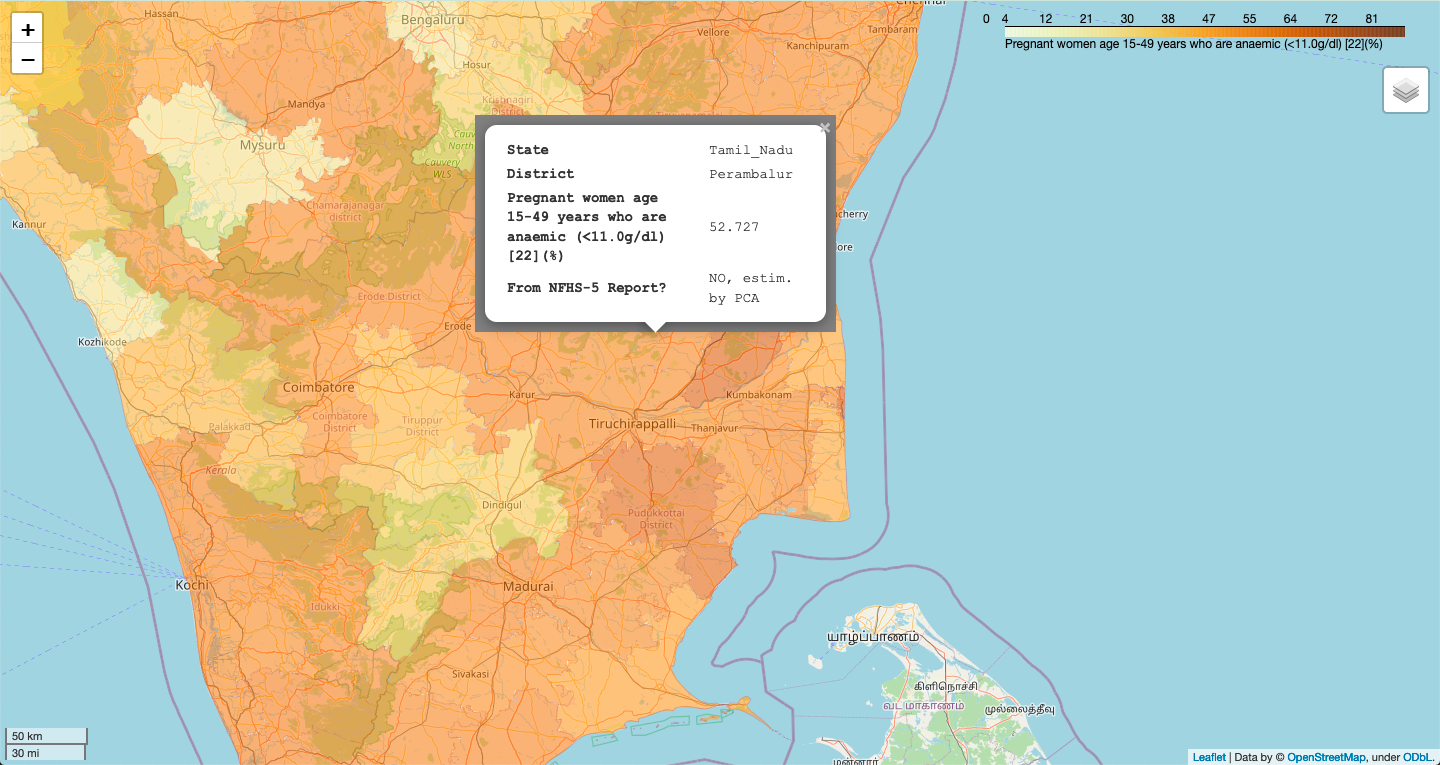 +
−
Hassan
Bengaluru
Chennai
Vellore
Tambaram
Kanchipuram
Hosur
Krishnagiri
District
Mandya
Mysuru
Cauvery
WLS
Chamarajanagar
district
Kannur
Erode District
Erode
Kozhikode
Coimbatore
Coimbatore
District
Tiruppur
District
Karur
Kumbakonam
Palakkad
Tiruchirappalli
Thanjavur
Kerala
Dindigul
Pudukkottai
District
Kochi
Madurai
Idukki
Sivakasi
யாழ்ப்பாணம்
கிளிநொச்சி
வட மாகாணம்
முல்லைத்தீவு
மன்னார்
0 4 12 21 30 38 47 55 64 72 81
Pregnant women age 15-49 years who are anaemic (<11.0g/dl) [22](%)
×
State Tamil_Nadu
District Perambalur
Pregnant women age
15-49 years who are
anaemic (<11.0g/dl)
[22](%)
52.727
From NFHS-5 Report?
NO, estim.
by PCA
50 km
30 mi
Leaflet | Data by © OpenStreetMap, under ODbL.